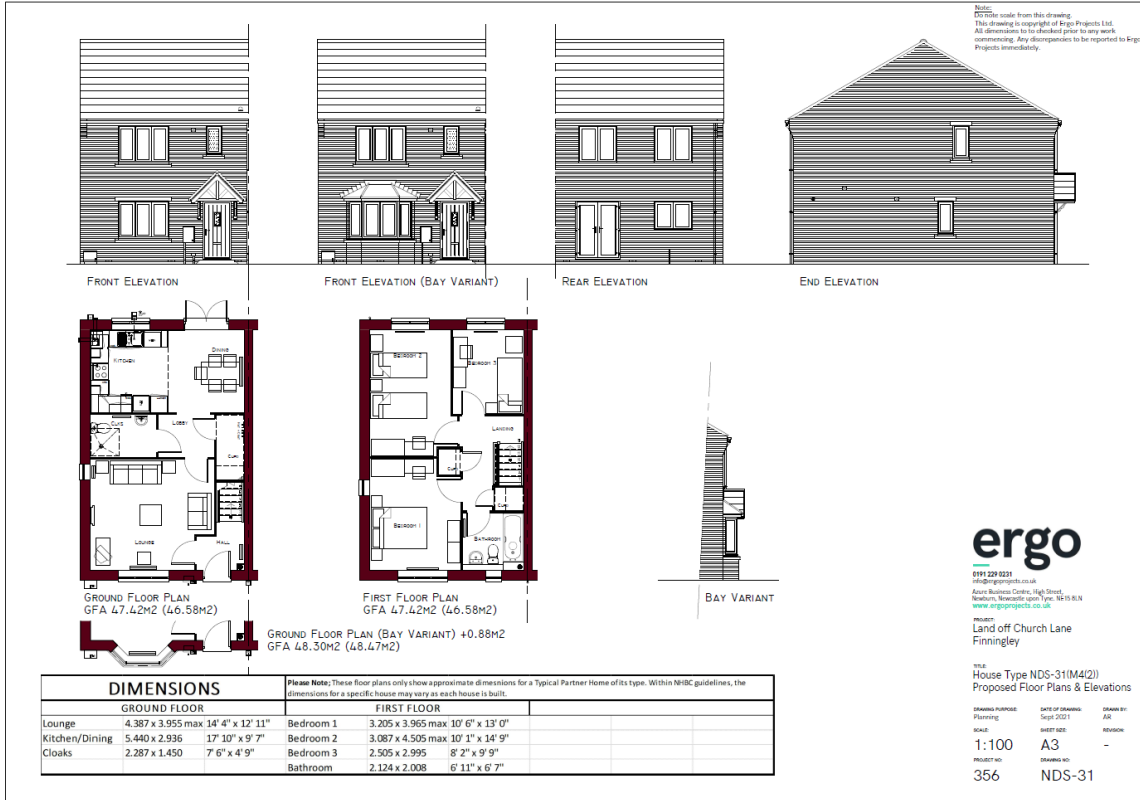 Note:
Do note scale from this drawing.
This drawing is copyright of Ergo Projects Ltd.
All dimensions to to checked prior to any work
commencing. Any discrepancies to be reported to Ergo
Projects immediately.
FRONT ELEVATION
FRONT ELEVATION (BAY VARIANT)
REAR ELEVATION
END ELEVATION
KITCHEN
DINING
LOBBY
CLKS
CUPD
LOUNGE
HALL
GROUND FLOOR PLAN
GFA 47.42M2 (46.58M2)
BEDROOM 2
BEDROOM 3
LANDING
CUPD
CUPD
BEDROOM 1
BATHROOM
FIRST FLOOR PLAN
GFA 47.42M2 (46.58M2)
GROUND FLOOR PLAN (BAY VARIANT) +0.88M2
GFA 48.30M2 (48.47M2)
BAY VARIANT
DIMENSIONS
Please Note; These floor plans only show approximate dimesnions for a Typical Partner Home of its type. Within NHBC guidelines, the
dimensions for a specific house may vary as each house is built.
GROUND FLOOR FIRST FLOOR
Lounge 4.387 x 3.955 max 14' 4" x 12' 11" Bedroom 1 3.205 x 3.965 max 10' 6" x 13' 0"
Kitchen/Dining 5.440 x 2.936 17' 10" x 9' 7" Bedroom 2 3.087 x 4.505 max 10' 1" x 14' 9"
Cloaks 2.287 x 1.450 7' 6" x 4' 9" Bedroom 3 2.505 x 2.995 8' 2" x 9' 9"
Bathroom 2.124 x 2.008 6' 11" x 6' 7"
ergo
0191 229 0231
info@ergoprojects.co.uk
Azure Business Centre, High Street,
Newburn, Newcastle upon Tyne. NE15 8LN
www.ergoprojects.co.uk
PROJECT:
Land off Church Lane
Finningley
TITLE:
House Type NDS-31(M4(2))
Proposed Floor Plans & Elevations
DRAWING PURPOSE: DATE OF DRAWING: DRAWN BY:
Planning Sept 2021 AR
SCALE: SHEET SIZE: REVISION:
1:100 A3 -
PROJECT NO: DRAWING NO:
356 NDS-31